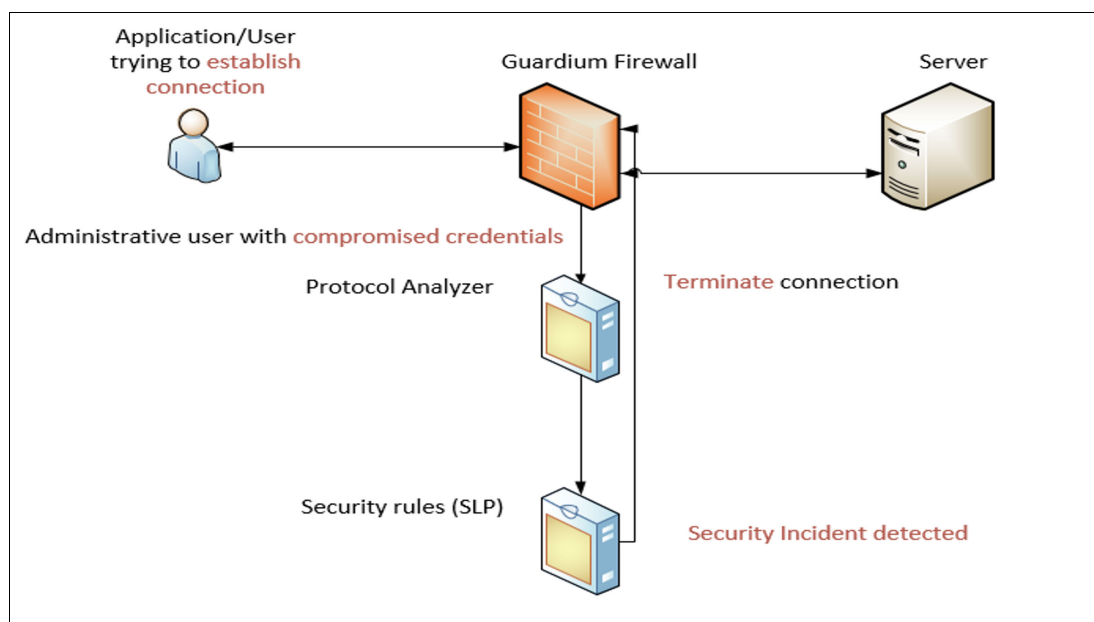 Application/User
trying to establish
connection
Guardium Firewall
Server
Administrative user with compromised credentials
Protocol Analyzer
Terminate connection
Security rules (SLP)
Security Incident detected